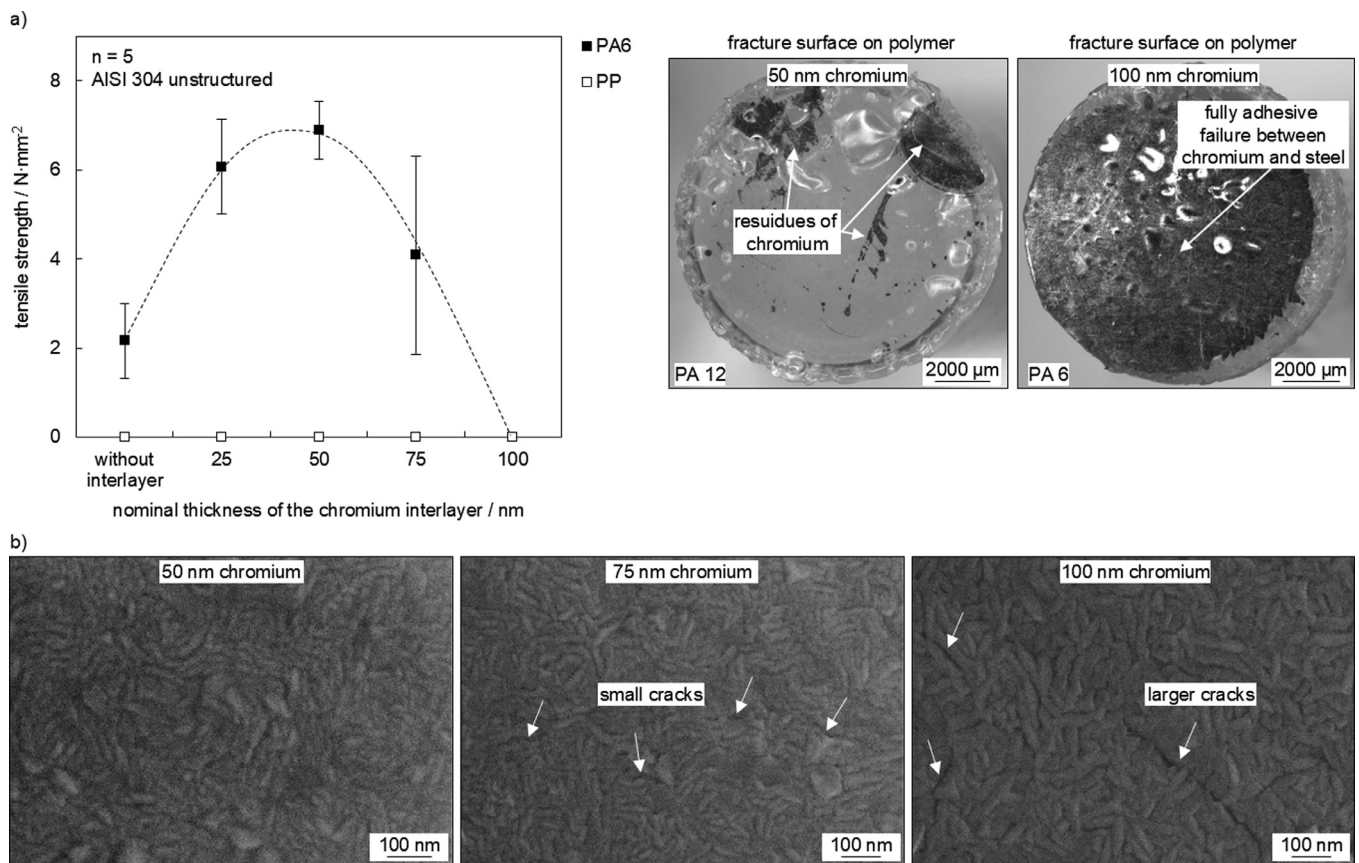 a)
n = 5
AISI 304 unstructured
PA6
PP
8
6
4
2
0
tensile strength / N·mm-2
without
interlayer
25
50
75
100
nominal thickness of the chromium interlayer / nm
fracture surface on polymer
50 nm chromium
resuidues of
chromium
PA 12
2000 µm
fracture surface on polymer
100 nm chromium
fully adhesive
failure between
chromium and steel
PA 6
2000 µm
b)
50 nm chromium
100 nm
75 nm chromium
small cracks
100 nm
100 nm chromium
larger cracks
100 nm